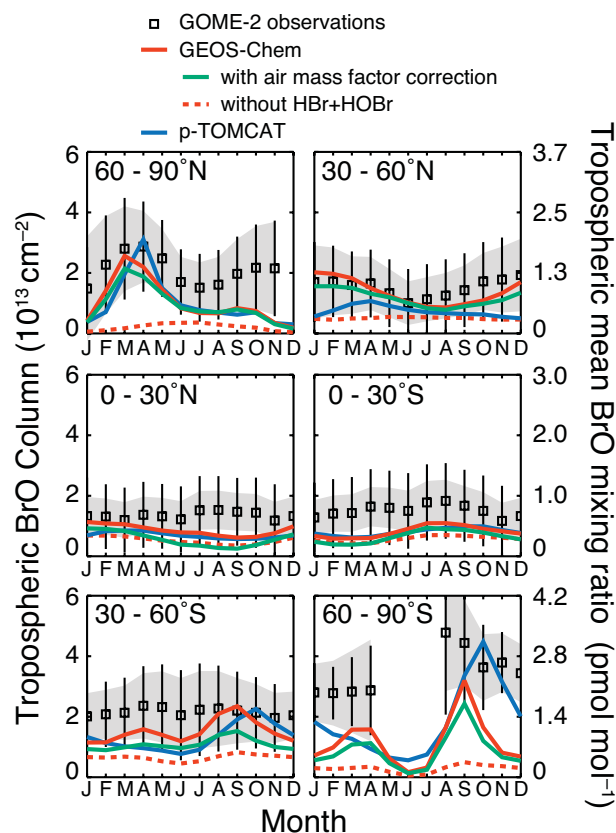 GOME-2 observations
GEOS-Chem
with air mass factor correction
without HBr+HOBr
p-TOMCAT
Tropospheric BrO Column (10¹³ cm⁻²)
Tropospheric mean BrO mixing ratio (pmol mol⁻¹)
60 - 90°N
30 - 60°N
6
4
2
0
3.7
2.5
1.3
0.0
J F M A M J J A S O N D
J F M A M J J A S O N D
0 - 30°N
0 - 30°S
6
4
2
0
3.0
2.0
1.0
0.0
J F M A M J J A S O N D
J F M A M J J A S O N D
30 - 60°S
60 - 90°S
6
4
2
0
4.2
2.8
1.4
0.0
J F M A M J J A S O N D
J F M A M J J A S O N D
Month